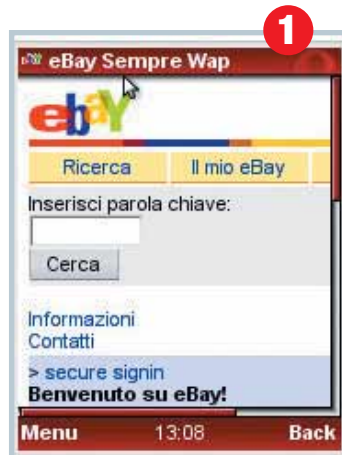 1
eBay Sempre Wap
ebaY
Ricerca Il mio eBay
Inserisci parola chiave:
Cerca
Informazioni
Contatti
> secure signin
Benvenuto su eBay!
Menu 13:08 Back